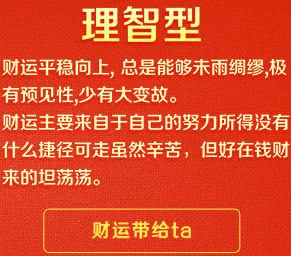 理智型
财运平稳向上, 总是能够未雨绸缪,极
有预见性,少有大变故。
财运主要来自于自己的努力所得没有
什么捷径可走虽然辛苦，但好在钱财
来的坦荡荡。
财运带给ta